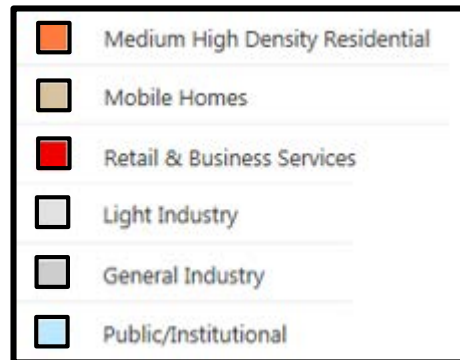 Medium High Density Residential
Mobile Homes
Retail & Business Services
Light Industry
General Industry
Public/Institutional